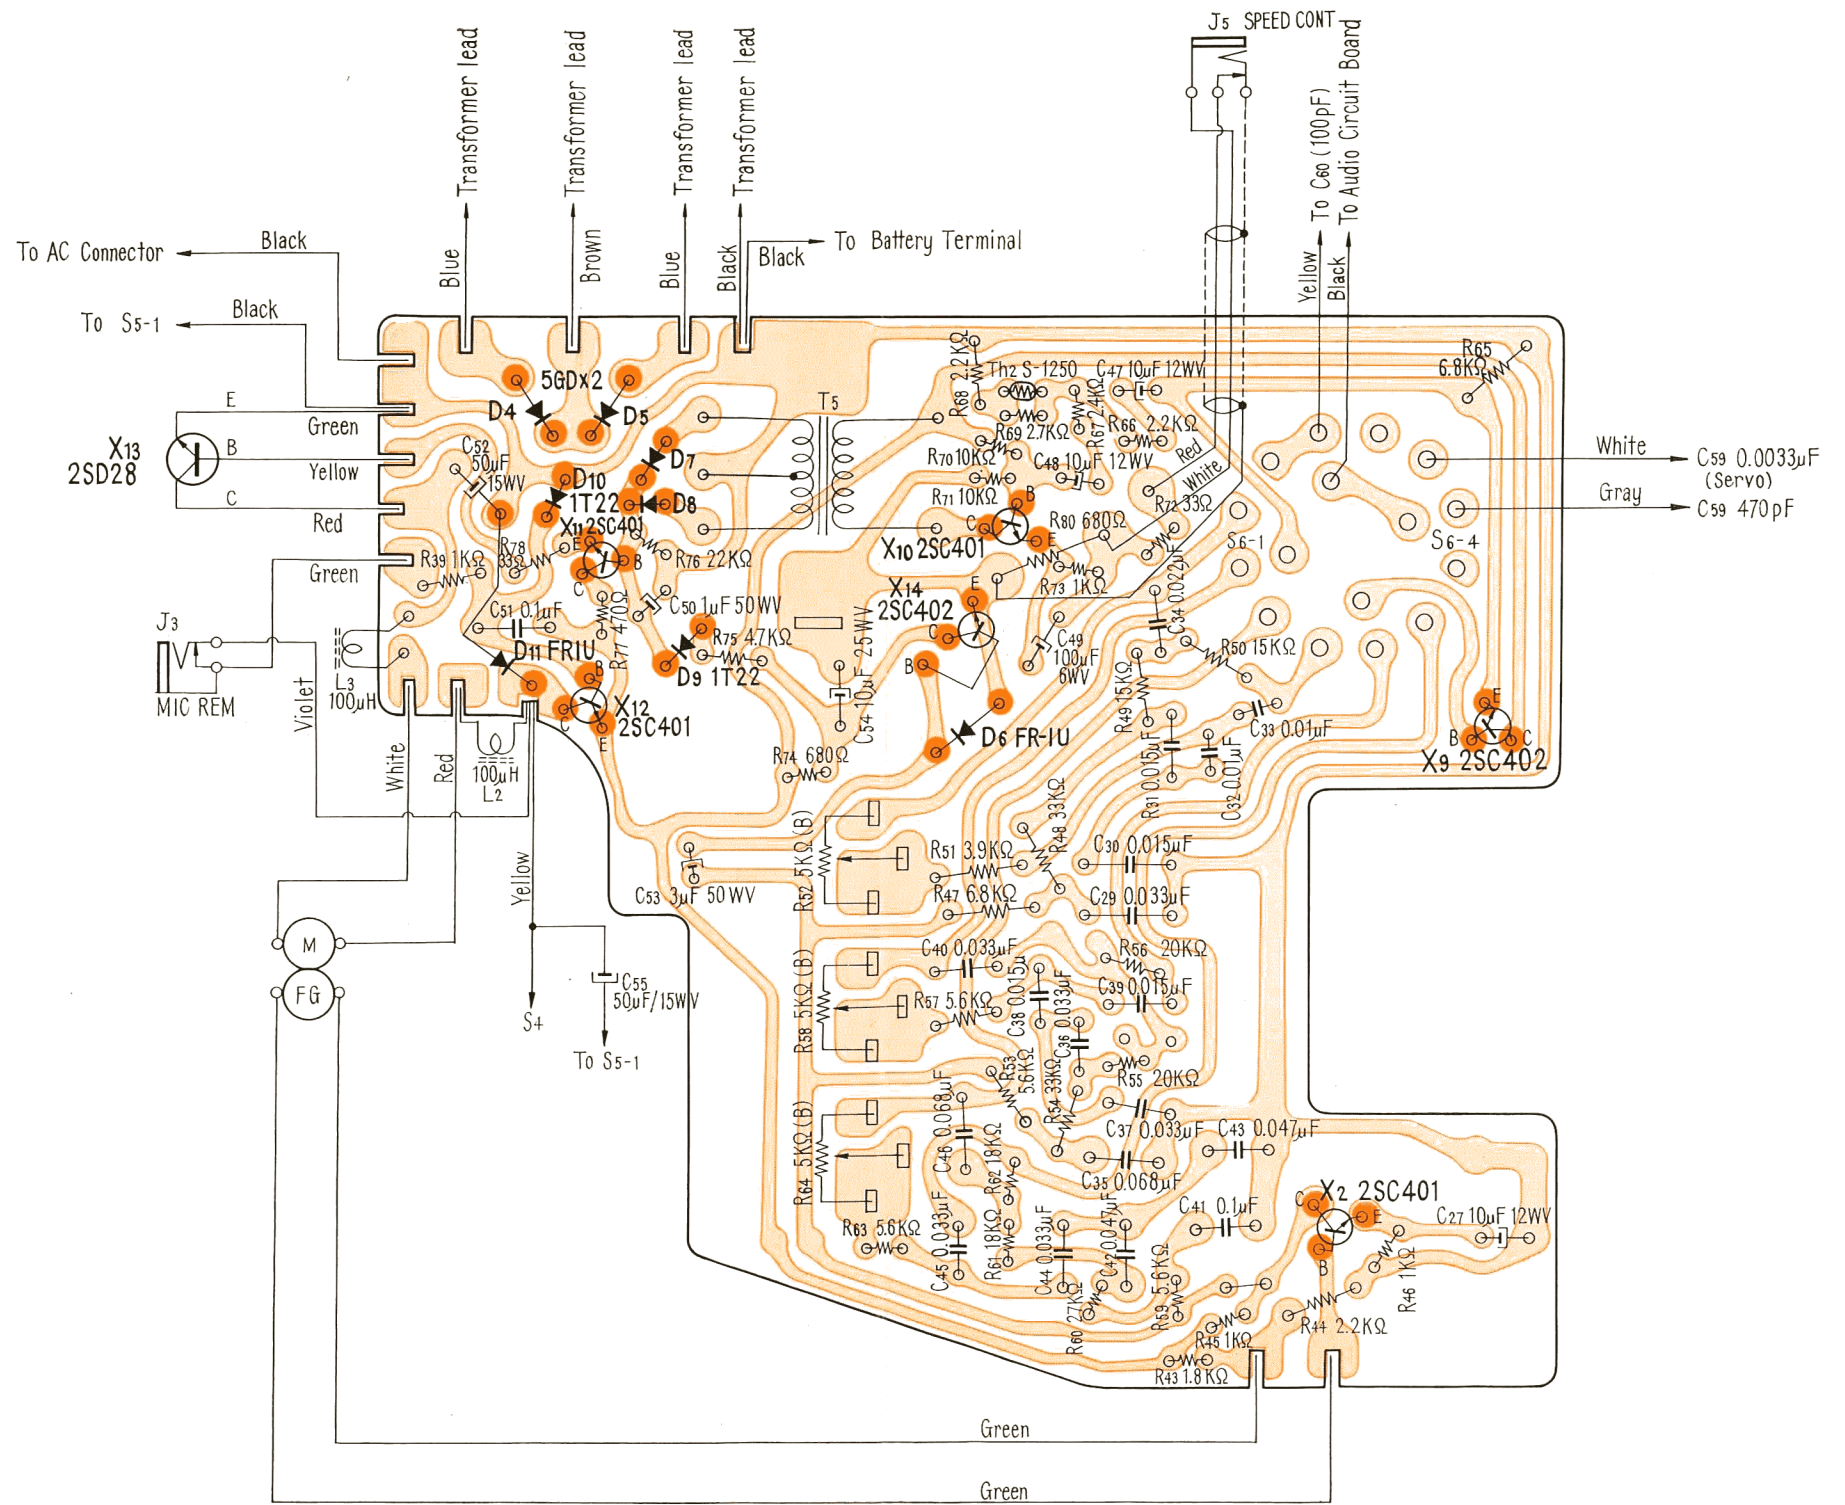 J5 SPEED CONT
Transformer lead
Transformer lead
Transformer lead
Transformer lead
To C60 (100pF)
To Audio Circuit Board
To AC Connector
Black
Blue
Brown
Blue
Black
Black
To Battery Terminal
Yellow
Black
To S5-1
Black
E
Green
X13
2SD28
B
Yellow
C
Red
Green
J3
MIC REM
Violet
L3
100μH
5GDx2
D4
D5
D7
D8
C52
50μF
15WV
D10
1T22
X11 2SC401
E
B
C
R39 1KΩ
R78
33Ω
R76 22KΩ
C51 0.1μF
R77 470Ω
C50 1μF 50WV
R75 4.7KΩ
D11 FR1U
D9 1T22
B
C
E
X12
2SC401
T5
R68 2.2KΩ
Th2 S-1250
C47 10μF 12WV
R67 2.4KΩ
R69 2.7KΩ
R66 2.2KΩ
R70 10KΩ
C48 10μF 12WV
R71 10KΩ
Red
White
R72 33Ω
B
C
E
X10 2SC401
R80 680Ω
R73 1KΩ
X14
2SC402
E
C
B
C49
100μF
6WV
C34 0.022μF
R50 15KΩ
R49 15KΩ
C33 0.01μF
R31 0.015μF
C32 0.01μF
S6-1
S6-4
R65
6.8KΩ
White
C59 0.0033μF
(Servo)
Gray
C59 470pF
E
B
C
X9 2SC402
C54 10μF 25WV
D6 FR-1U
R74 680Ω
White
Red
100μH
L2
Yellow
M
FG
S4
C55
50μF/15WV
To S5-1
C53 3μF 50WV
R52 5KΩ(B)
R51 3.9KΩ
R48 33KΩ
C30 0.015μF
R47 6.8KΩ
C29 0.033μF
C40 0.033μF
R56 20KΩ
R58 5KΩ(B)
R57 5.6KΩ
C38 0.015μ
C36 0.033μF
C39 0.015μF
R53
5.6KΩ
R54 33KΩ
R55 20KΩ
C37 0.033μF
C43 0.047μF
R64 5KΩ(B)
C46 0.068μF
R62 18KΩ
C35 0.068μF
C41 0.1μF
C
X2 2SC401
E
B
C27 10μF 12WV
R63 5.6KΩ
C45 0.033μF
R61 18KΩ
C44 0.033μF
C42 0.047μF
R60 27KΩ
R59 5.6KΩ
R46 1KΩ
R45 1KΩ
R44 2.2KΩ
R43 1.8KΩ
Green
Green